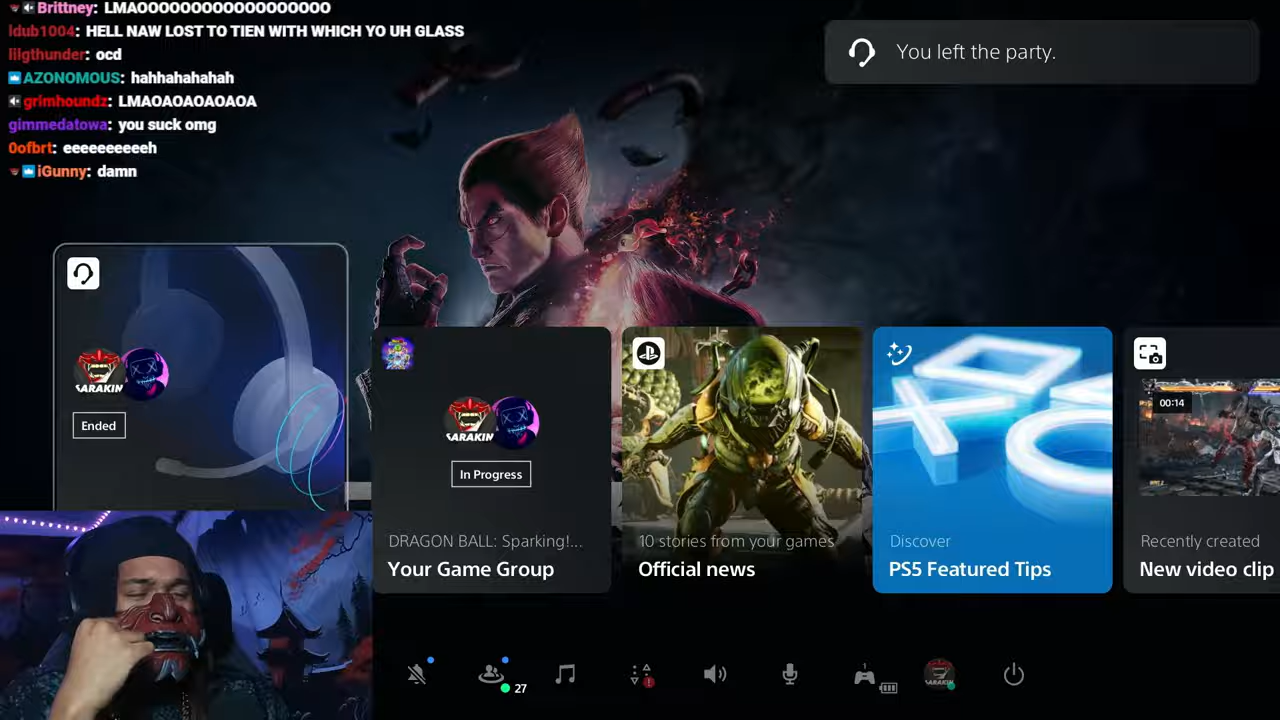 Brittney: LMAOOOOOOOOOOOOOOOOOO
ldub1004: HELL NAW LOST TO TIEN WITH WHICH YO UH GLASS
lilgthunder: ocd
AZONOMOUS: hahhahahahah
grimhoundz: LMAOAOAOAOAOA
gimmedatowa: you suck omg
0ofbrt: eeeeeeeeeeh
iGunny: damn
You left the party.
SARAKIN
Ended
SARAKIN
In Progress
DRAGON BALL: Sparking!...
Your Game Group
10 stories from your games
Official news
Discover
PS5 Featured Tips
00:14
Recently created
New video clip
27
SARAKIN